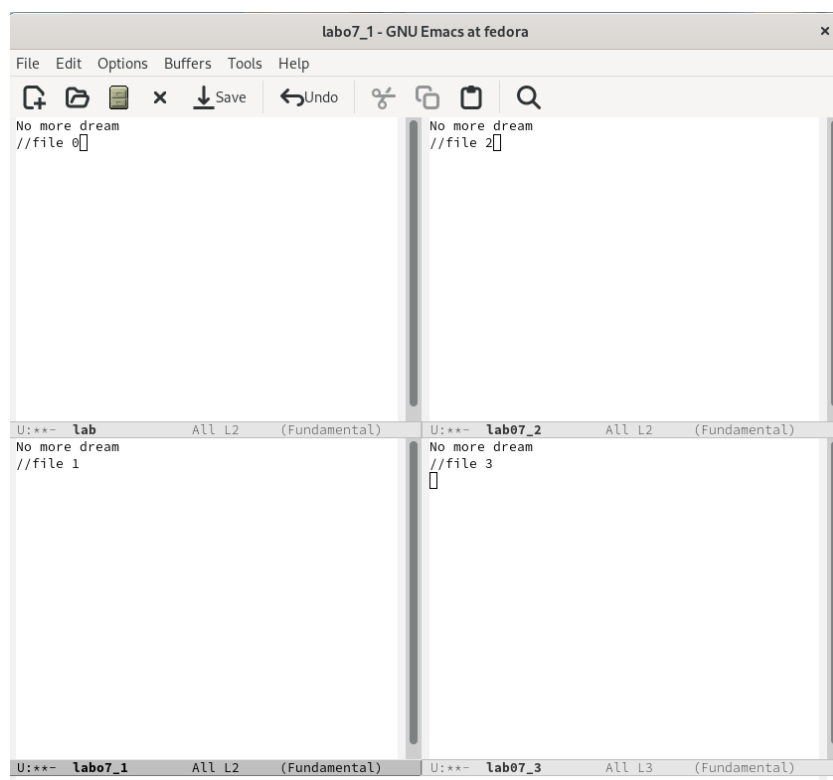 labo7_1 - GNU Emacs at fedora
File Edit Options Buffers Tools Help
Save Undo
No more dream
//file 0
U:**- lab All L2 (Fundamental)
No more dream
//file 2
U:**- lab07_2 All L2 (Fundamental)
No more dream
//file 1
U:**- labo7_1 All L2 (Fundamental)
No more dream
//file 3
U:**- lab07_3 All L3 (Fundamental)